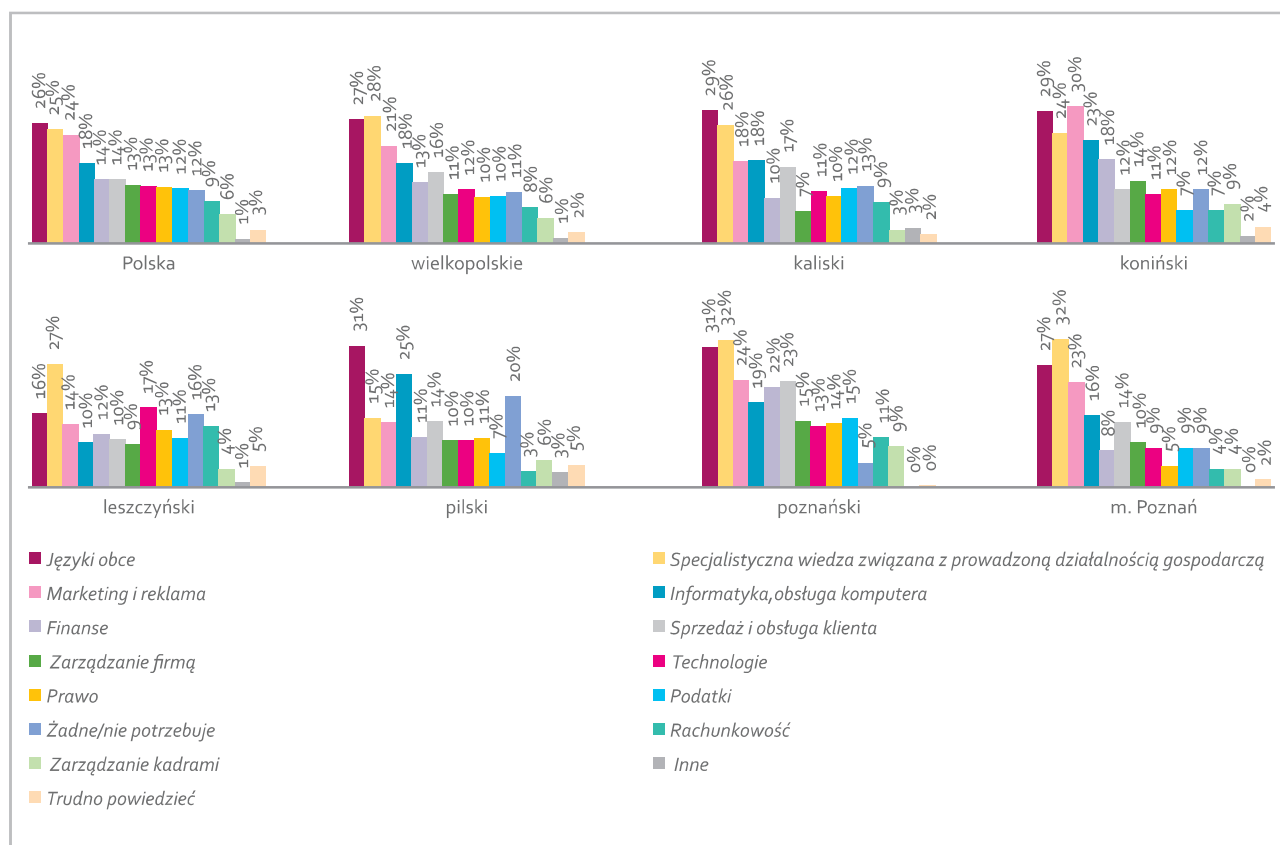 26% 25% 24% 18% 14% 14% 13% 13% 13% 12% 12% 9% 6% 1% 3%
Polska
27% 28% 21% 18% 13% 16% 11% 12% 10% 10% 11% 8% 6% 1% 2%
wielkopolskie
29% 26% 18% 18% 10% 17% 7% 11% 10% 12% 13% 9% 3% 3% 2%
kaliski
29% 24% 30% 23% 18% 12% 14% 11% 12% 7% 12% 7% 9% 2% 4%
koniński
16% 27% 14% 10% 12% 10% 9% 17% 13% 11% 16% 13% 4% 1% 5%
leszczyński
31% 15% 14% 25% 11% 14% 10% 10% 11% 7% 20% 3% 6% 3% 5%
pilski
31% 32% 24% 19% 22% 23% 15% 13% 14% 15% 5% 11% 9% 0% 0%
poznański
27% 32% 23% 16% 8% 14% 10% 9% 5% 9% 9% 4% 4% 0% 2%
m. Poznań
Języki obce
Specjalistyczna wiedza związana z prowadzoną działalnością gospodarczą
Marketing i reklama
Informatyka,obsługa komputera
Finanse
Sprzedaż i obsługa klienta
Zarządzanie firmą
Technologie
Prawo
Podatki
Żadne/nie potrzebuje
Rachunkowość
Zarządzanie kadrami
Inne
Trudno powiedzieć